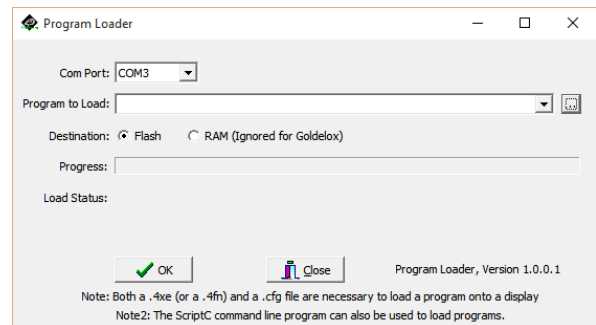 Program Loader
Com Port: COM3
Program to Load:
Destination: Flash RAM (Ignored for Goldelox)
Progress:
Load Status:
OK Close Program Loader, Version 1.0.0.1
Note: Both a .4xe (or a .4fn) and a .cfg file are necessary to load a program onto a display
Note2: The ScriptC command line program can also be used to load programs.